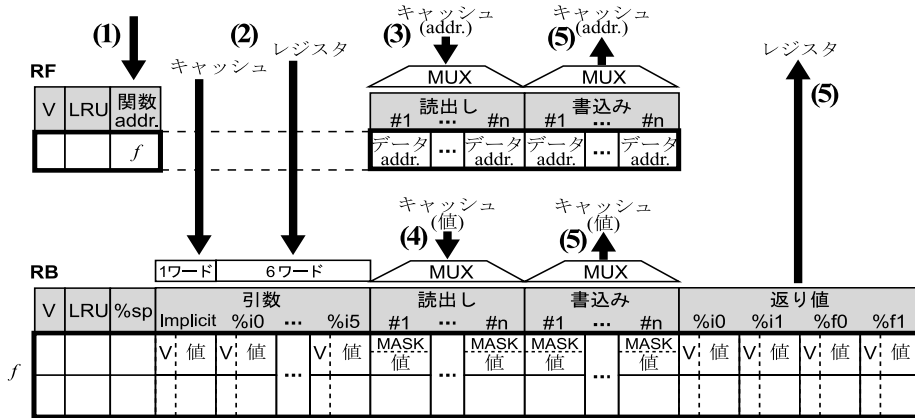 キャッシュ (addr.)
キャッシュ (addr.)
(1) (2) (3) (5)
キャッシュ レジスタ レジスタ
(5)
RF
MUX MUX
V LRU 関数 addr. 読出し #1 … #n 書込み #1 … #n
f データ addr. … データ addr. データ addr. … データ addr.
キャッシュ (値)
キャッシュ (値)
(4) (5)
RB
1ワード 6ワード MUX MUX
V LRU %sp 引数 読出し 書込み 返り値
Implicit %i0 … %i5 #1 … #n #1 … #n %i0 %i1 %f0 %f1
f V 値 V 値 … V 値 MASK 値 … MASK 値 MASK 値 … MASK 値 V 値 V 値 V 値 V 値